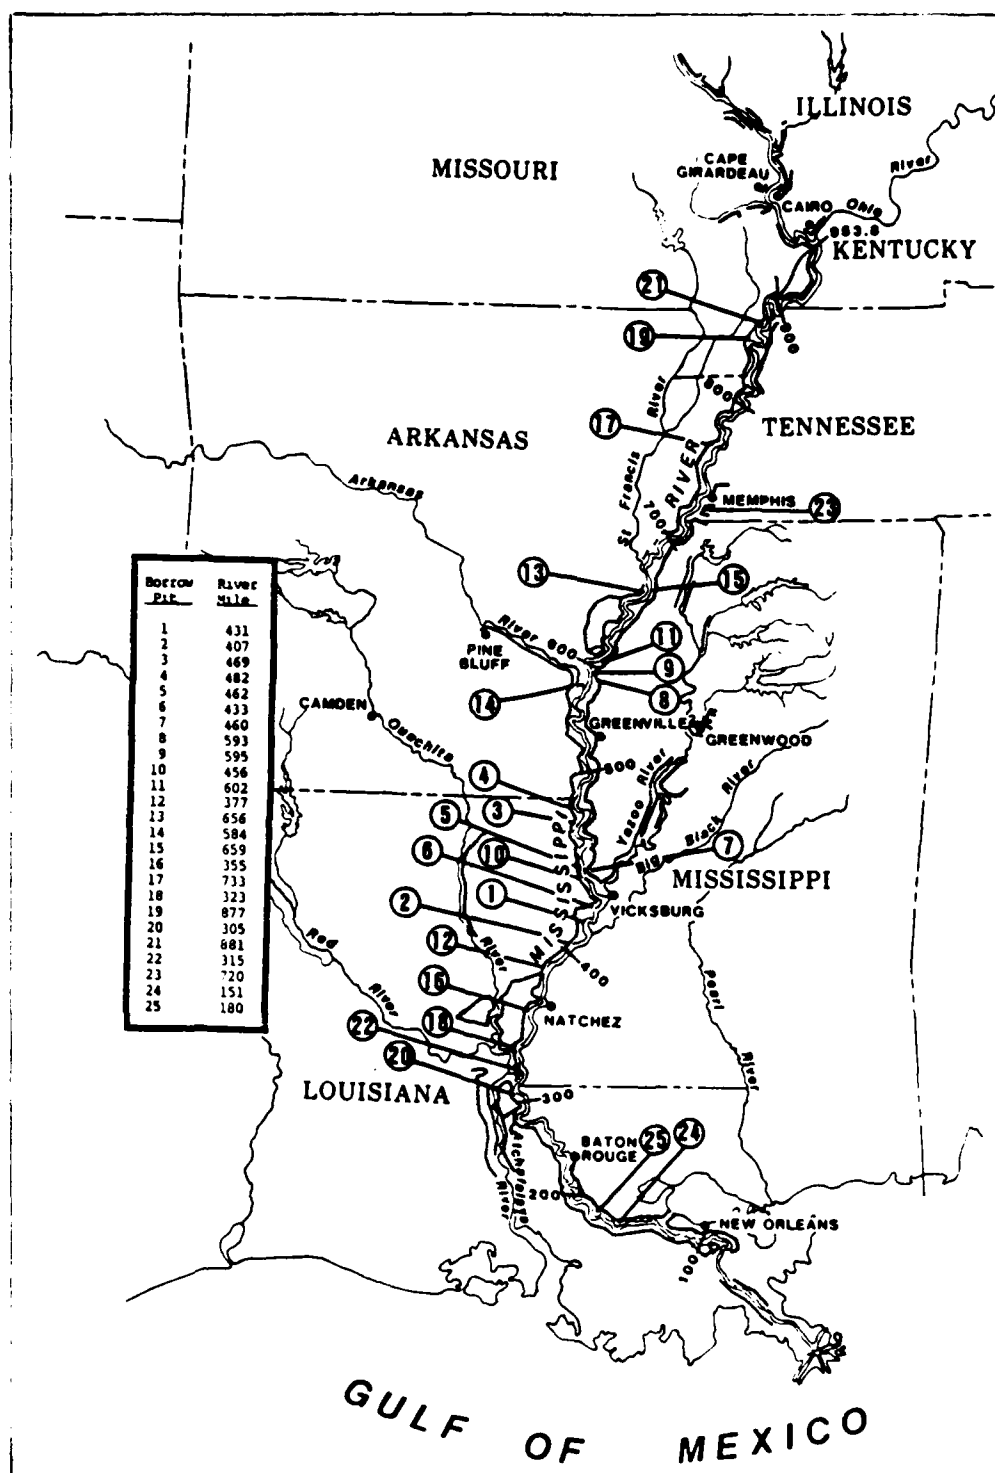 ILLINOIS
MISSOURI
CAPE
GIRARDEAU
River
CAIRO
Ohio
953.8
KENTUCKY
21
19
900
800
River
TENNESSEE
17
ARKANSAS
RIVER
Arkansas
St Francis
700
MEMPHIS
23
13
15
Borrow River
Pit Mile
1 431
2 407
3 469
4 482
5 462
6 433
7 460
8 593
9 595
10 456
11 602
12 377
13 656
14 584
15 659
16 355
17 733
18 323
19 877
20 305
21 881
22 315
23 720
24 151
25 180
River 600
11
PINE
BLUFF
9
8
14
CAMDEN
GREENVILLE
GREENWOOD
Ouachita
4
500
3
River
5
Yazoo River
Big Black
7
10
6
MISSISSIPPI
MISSISSIPPI
1
VICKSBURG
2
Red
12
River
400
Pearl
16
River
NATCHEZ
18
22
20
River
LOUISIANA
300
BATON
ROUGE
25
24
Atchafalaya
River
200
NEW ORLEANS
100
GULF OF MEXICO